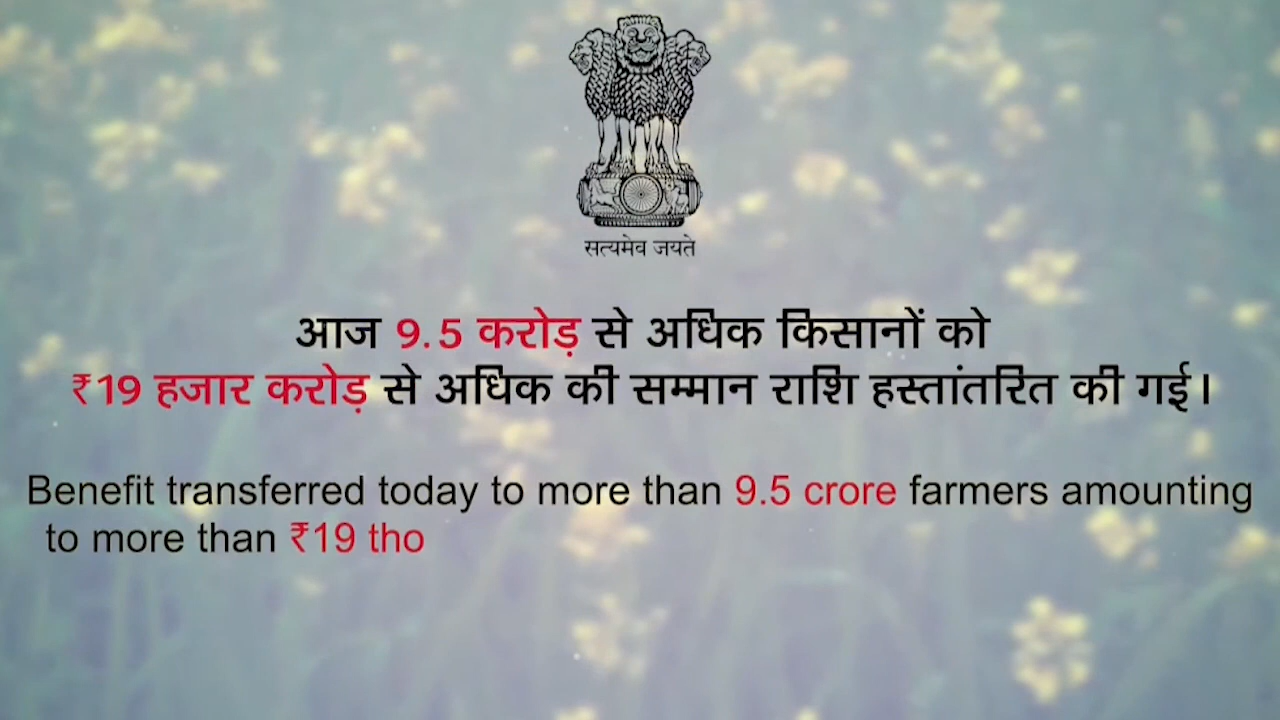 सत्यमेव जयते
आज 9.5 करोड़ से अधिक किसानों को
₹19 हजार करोड़ से अधिक की सम्मान राशि हस्तांतरित की गई।
Benefit transferred today to more than 9.5 crore farmers amounting
to more than ₹19 tho